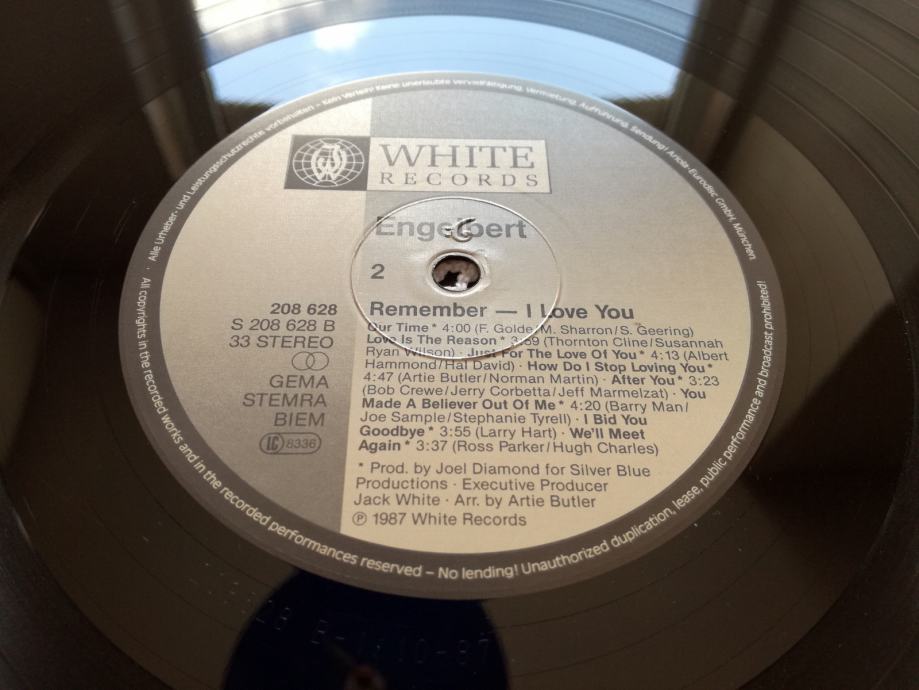 Alle Urheber- und Leistungsschutzrechte vorbehalten – Kein Verleih! Keine unerlaubte Vervielfältigung, Vermietung, Aufführung, Sendung! Ariola-Eurodisc GmbH, München
WHITE
RECORDS
Engelbert
2
208 628
S 208 628 B
33 STEREO
GEMA
STEMRA
BIEM
LC 8336
Remember — I Love You
Our Time * 4:00 (F. Golde/M. Sharron/S. Geering)
Love Is The Reason * 3:59 (Thornton Cline/Susannah
Ryan Wilson) · Just For The Love Of You * 4:13 (Albert
Hammond/Hal David) · How Do I Stop Loving You *
4:47 (Artie Butler/Norman Martin) · After You * 3:23
(Bob Crewe/Jerry Corbetta/Jeff Marmelzat) · You
Made A Believer Out Of Me * 4:20 (Barry Man/
Joe Sample/Stephanie Tyrell) · I Bid You
Goodbye * 3:55 (Larry Hart) · We'll Meet
Again * 3:37 (Ross Parker/Hugh Charles)
* Prod. by Joel Diamond for Silver Blue
Productions · Executive Producer
Jack White · Arr. by Artie Butler
℗ 1987 White Records
· All copyrights in the recorded works and in the recorded performances reserved – No lending! Unauthorized duplication, lease, public performance and broadcast prohibited!